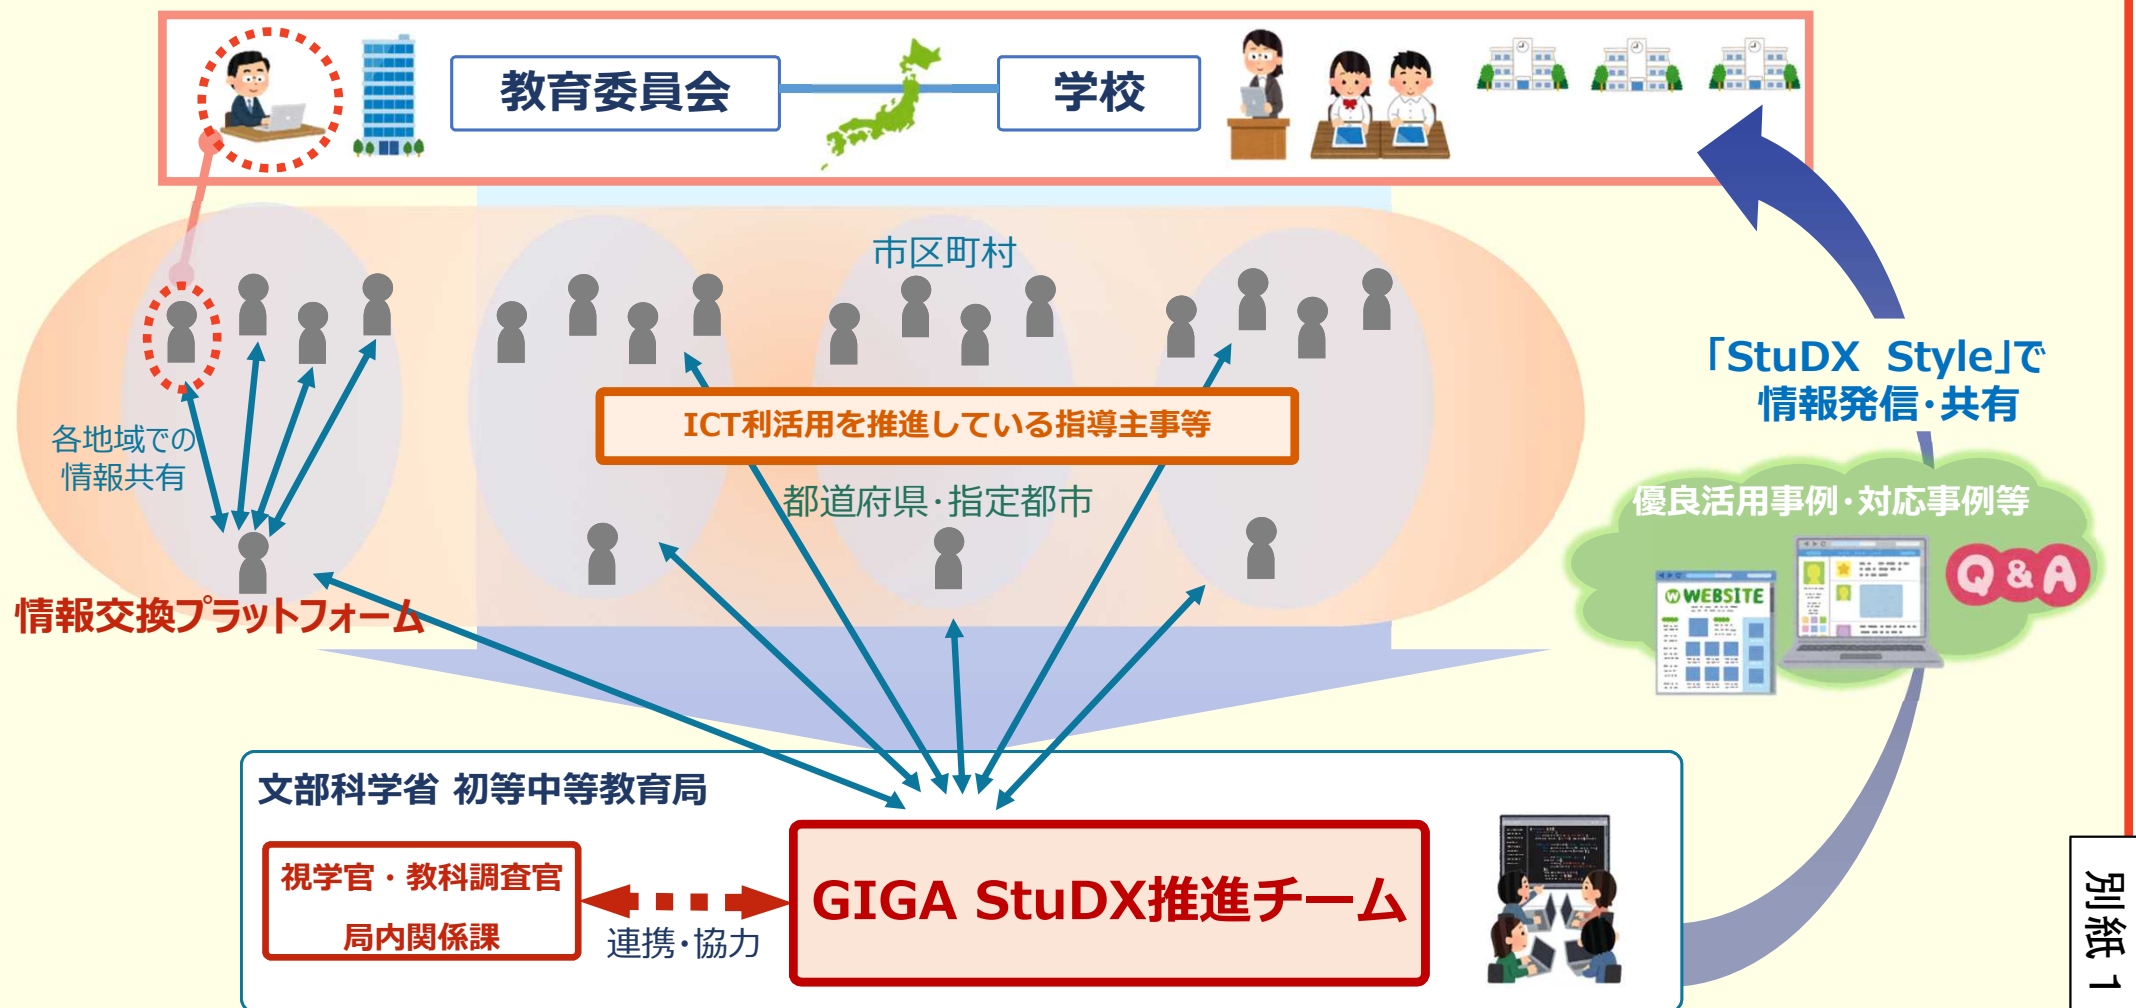 教育委員会
学校
市区町村
「StuDX Style」で
情報発信・共有
ICT利活用を推進している指導主事等
各地域での
情報共有
都道府県・指定都市
優良活用事例・対応事例等
Q&A
WEBSITE
情報交換プラットフォーム
文部科学省 初等中等教育局
視学官・教科調査官
局内関係課
連携・協力
GIGA StuDX推進チーム
別紙1